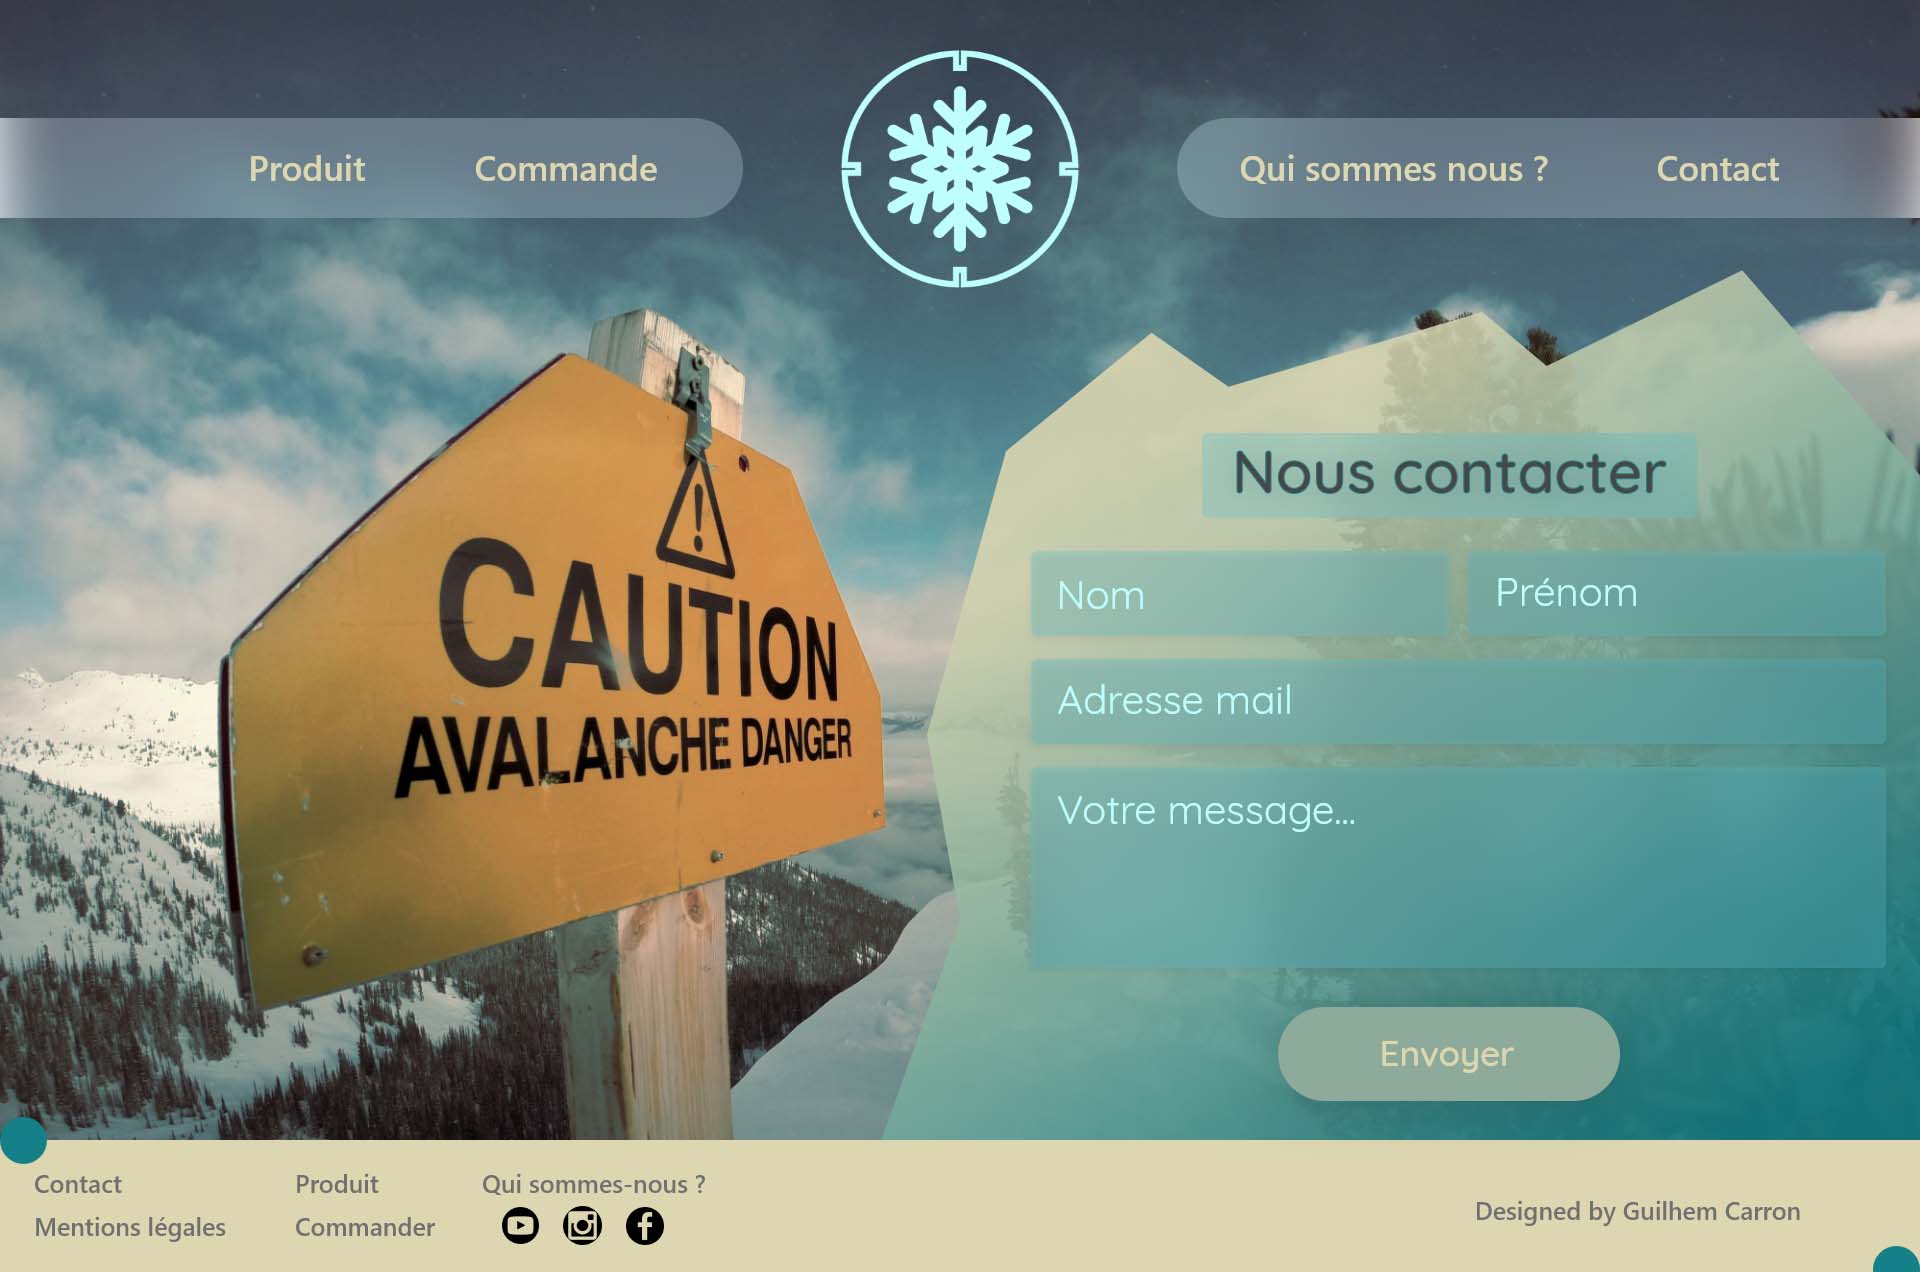 Produit
Commande
Qui sommes nous ?
Contact
CAUTION
AVALANCHE DANGER
Nous contacter
Nom
Prénom
Adresse mail
Votre message...
Envoyer
Contact
Produit
Qui sommes-nous ?
Mentions légales
Commander
Designed by Guilhem Carron